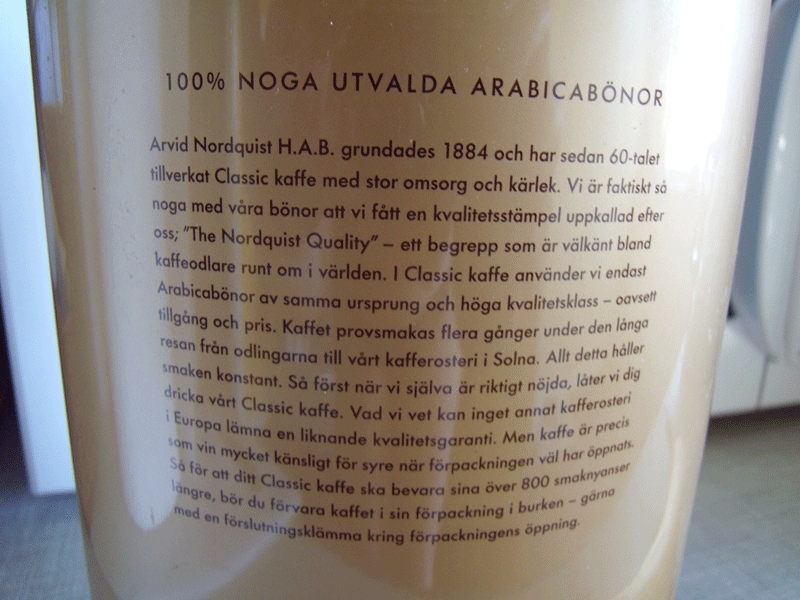 100% NOGA UTVALDA ARABICABÖNOR
Arvid Nordquist H.A.B. grundades 1884 och har sedan 60-talet
tillverkat Classic kaffe med stor omsorg och kärlek. Vi är faktiskt så
noga med våra bönor att vi fått en kvalitetsstämpel uppkallad efter
oss; "The Nordquist Quality" – ett begrepp som är välkänt bland
kaffeodlare runt om i världen. I Classic kaffe använder vi endast
Arabicabönor av samma ursprung och höga kvalitetsklass – oavsett
tillgång och pris. Kaffet provsmakas flera gånger under den långa
resan från odlingarna till vårt kafferosteri i Solna. Allt detta håller
smaken konstant. Så först när vi själva är riktigt nöjda, låter vi dig
dricka vårt Classic kaffe. Vad vi vet kan inget annat kafferosteri
i Europa lämna en liknande kvalitetsgaranti. Men kaffe är precis
som vin mycket känsligt för syre när förpackningen väl har öppnats.
Så för att ditt Classic kaffe ska bevara sina över 800 smaknyanser
längre, bör du förvara kaffet i sin förpackning i burken – gärna
med en förslutningsklämma kring förpackningens öppning.